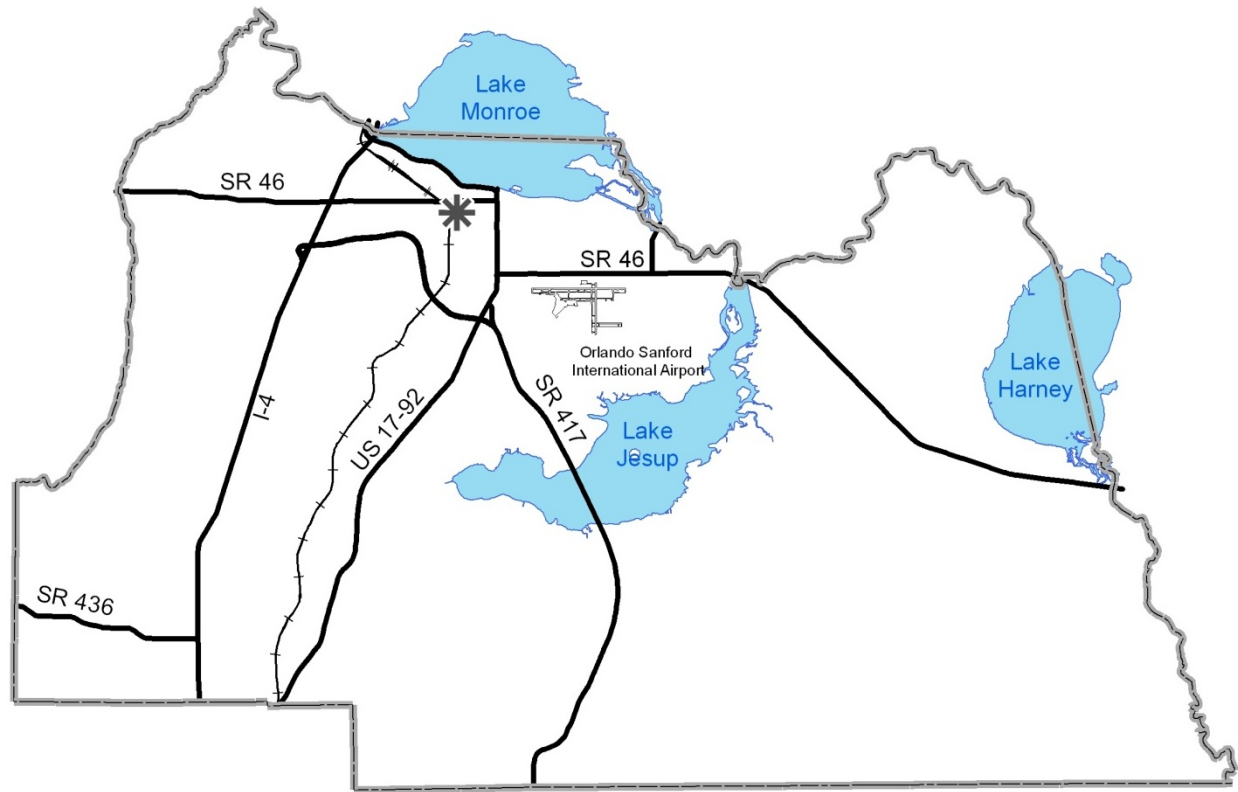 Lake
Monroe
SR 46
SR 46
Orlando Sanford
International Airport
Lake
Harney
I-4
US 17-92
SR 417
Lake
Jesup
SR 436